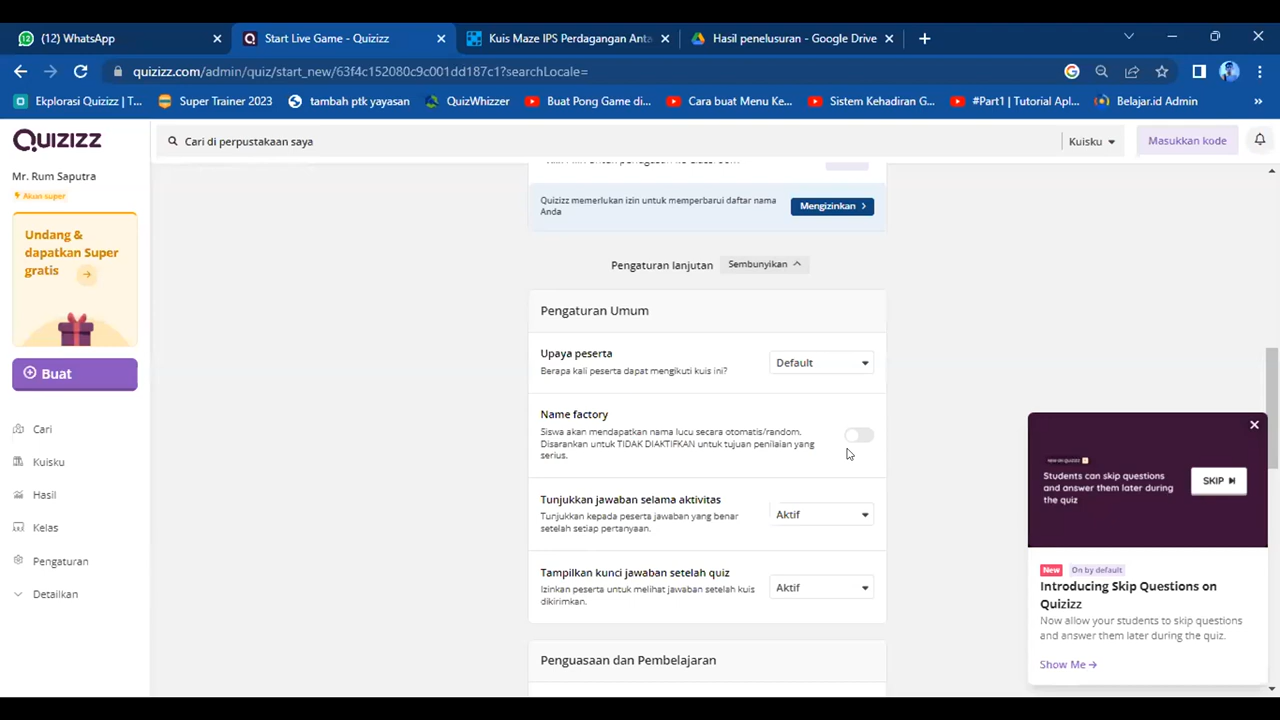 (12) WhatsApp
Start Live Game - Quizizz
Kuis Maze IPS Perdagangan Anta
Hasil penelusuran - Google Drive
quizizz.com/admin/quiz/start_new/63f4c152080c9c001dd187c1?searchLocale=
Ekplorasi Quizizz | T...
Super Trainer 2023
tambah ptk yayasan
QuizWhizzer
Buat Pong Game di...
Cara buat Menu Ke...
Sistem Kehadiran G...
#Part1 | Tutorial Apl...
Belajar.id Admin
QUIZIZZ
Cari di perpustakaan saya
Kuisku
Masukkan kode
Mr. Rum Saputra
Akun super
Undang &
dapatkan Super
gratis
Buat
Cari
Kuisku
Hasil
Kelas
Pengaturan
Detailkan
Quizizz memerlukan izin untuk memperbarui daftar nama
Anda
Mengizinkan
Pengaturan lanjutan
Sembunyikan
Pengaturan Umum
Upaya peserta
Berapa kali peserta dapat mengikuti kuis ini?
Default
Name factory
Siswa akan mendapatkan nama lucu secara otomatis/random.
Disarankan untuk TIDAK DIAKTIFKAN untuk tujuan penilaian yang
serius.
Tunjukkan jawaban selama aktivitas
Tunjukkan kepada peserta jawaban yang benar
setelah setiap pertanyaan.
Aktif
Tampilkan kunci jawaban setelah quiz
Izinkan peserta untuk melihat jawaban setelah kuis
dikirimkan.
Aktif
Penguasaan dan Pembelajaran
Students can skip questions
and answer them later during
the quiz
SKIP
New
On by default
Introducing Skip Questions on
Quizizz
Now allow your students to skip questions
and answer them later during the quiz.
Show Me